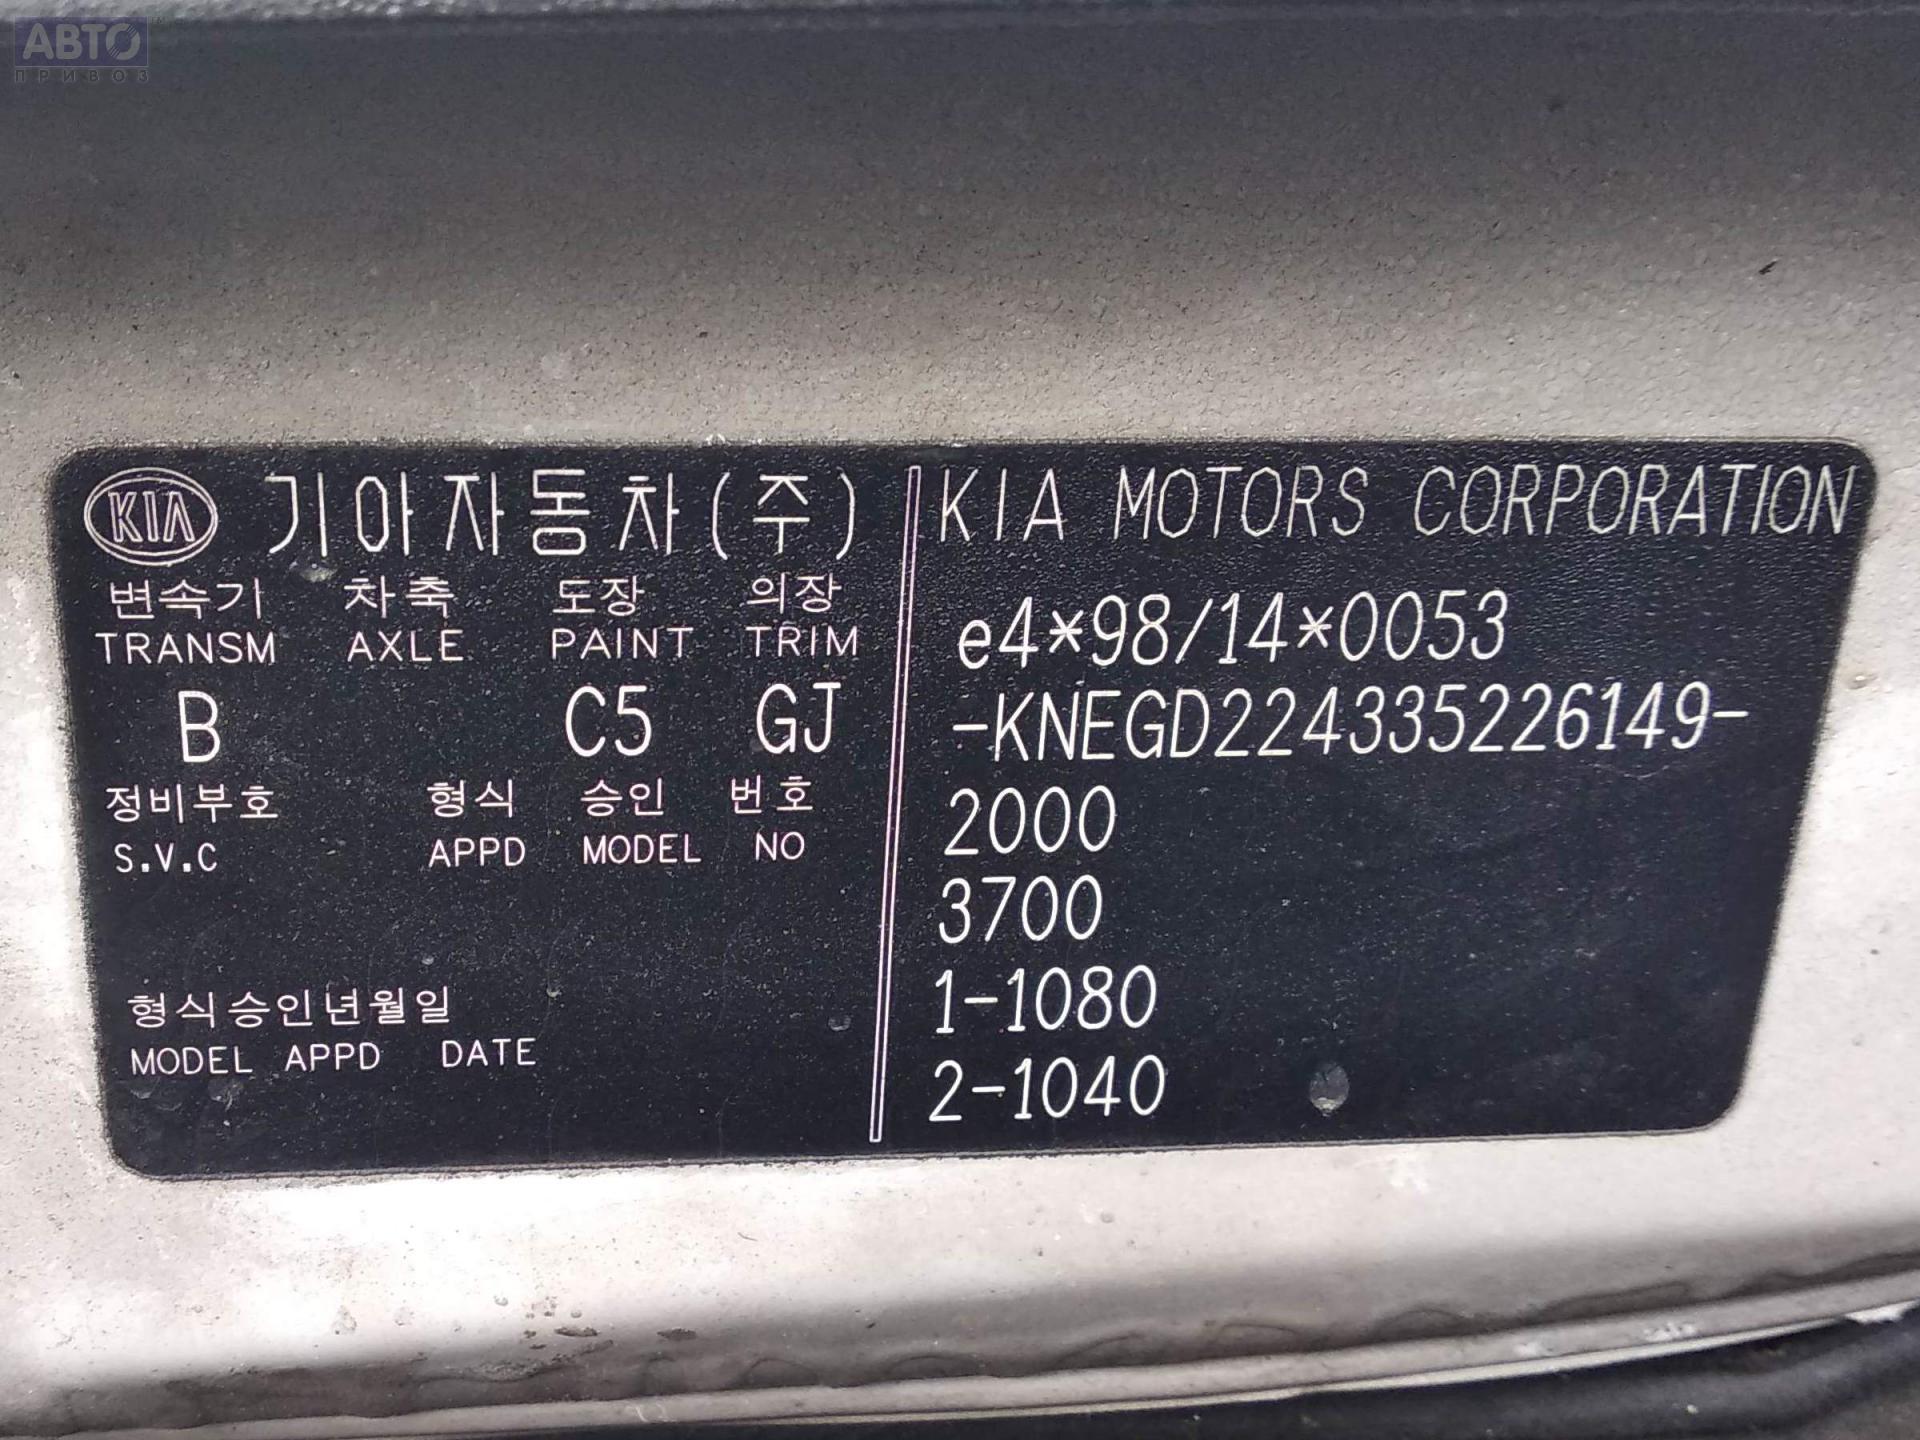 АВТО
ПРИВОЗ
KIA 기아자동차(주)
변속기 차축 도장 의장
TRANSM AXLE PAINT TRIM
B C5 GJ
정비부호 형식 승인 번호
S.V.C APPD MODEL NO
형식승인년월일
MODEL APPD DATE
KIA MOTORS CORPORATION
e4*98/14*0053
-KNEGD224335226149-
2000
3700
1-1080
2-1040